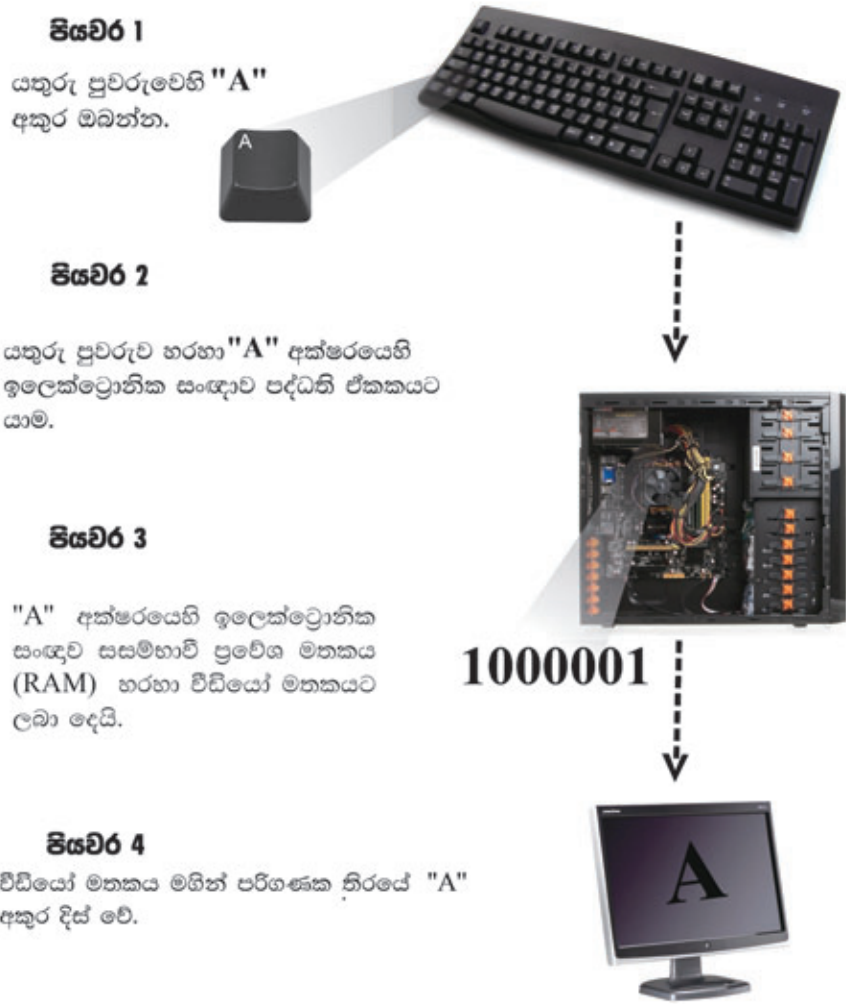 පියවර 1
යතුරු පුවරුවෙහි "A"
අකුර ඔබන්න.
A
පියවර 2
යතුරු පුවරුව හරහා "A" අක්ෂරයෙහි
ඉලෙක්ට්‍රොනික සංඥාව පද්ධති ඒකකයට
යාම.
පියවර 3
"A" අක්ෂරයෙහි ඉලෙක්ට්‍රොනික
සංඥාව සසම්භාවී ප්‍රවේශ මතකය
(RAM) හරහා වීඩියෝ මතකයට
ලබා දෙයි.
1000001
පියවර 4
වීඩියෝ මතකය මගින් පරිගණක තිරයේ "A"
අකුර දිස් වේ.
A